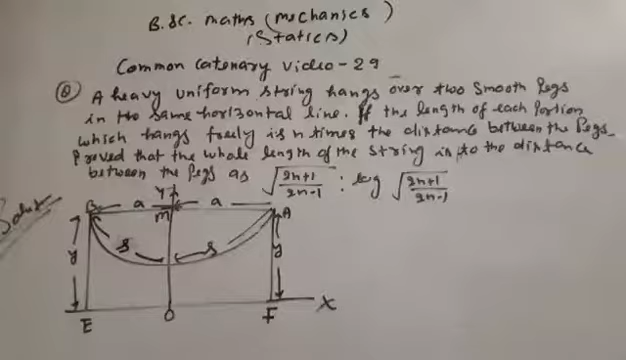 B.Sc. maths (mechanics)
(Statics)
Common Catenary Video-29
Q A heavy uniform string hangs over two smooth Pegs
in the same horizontal line. If the length of each Portion
which hangs freely is n times the distance between the Pegs.
Proved that the whole length of the string is to the distance
between the Pegs as √2n+1/2n-1 : log √2n+1/2n-1
Y
B a a A
M
y s s y
E O F X